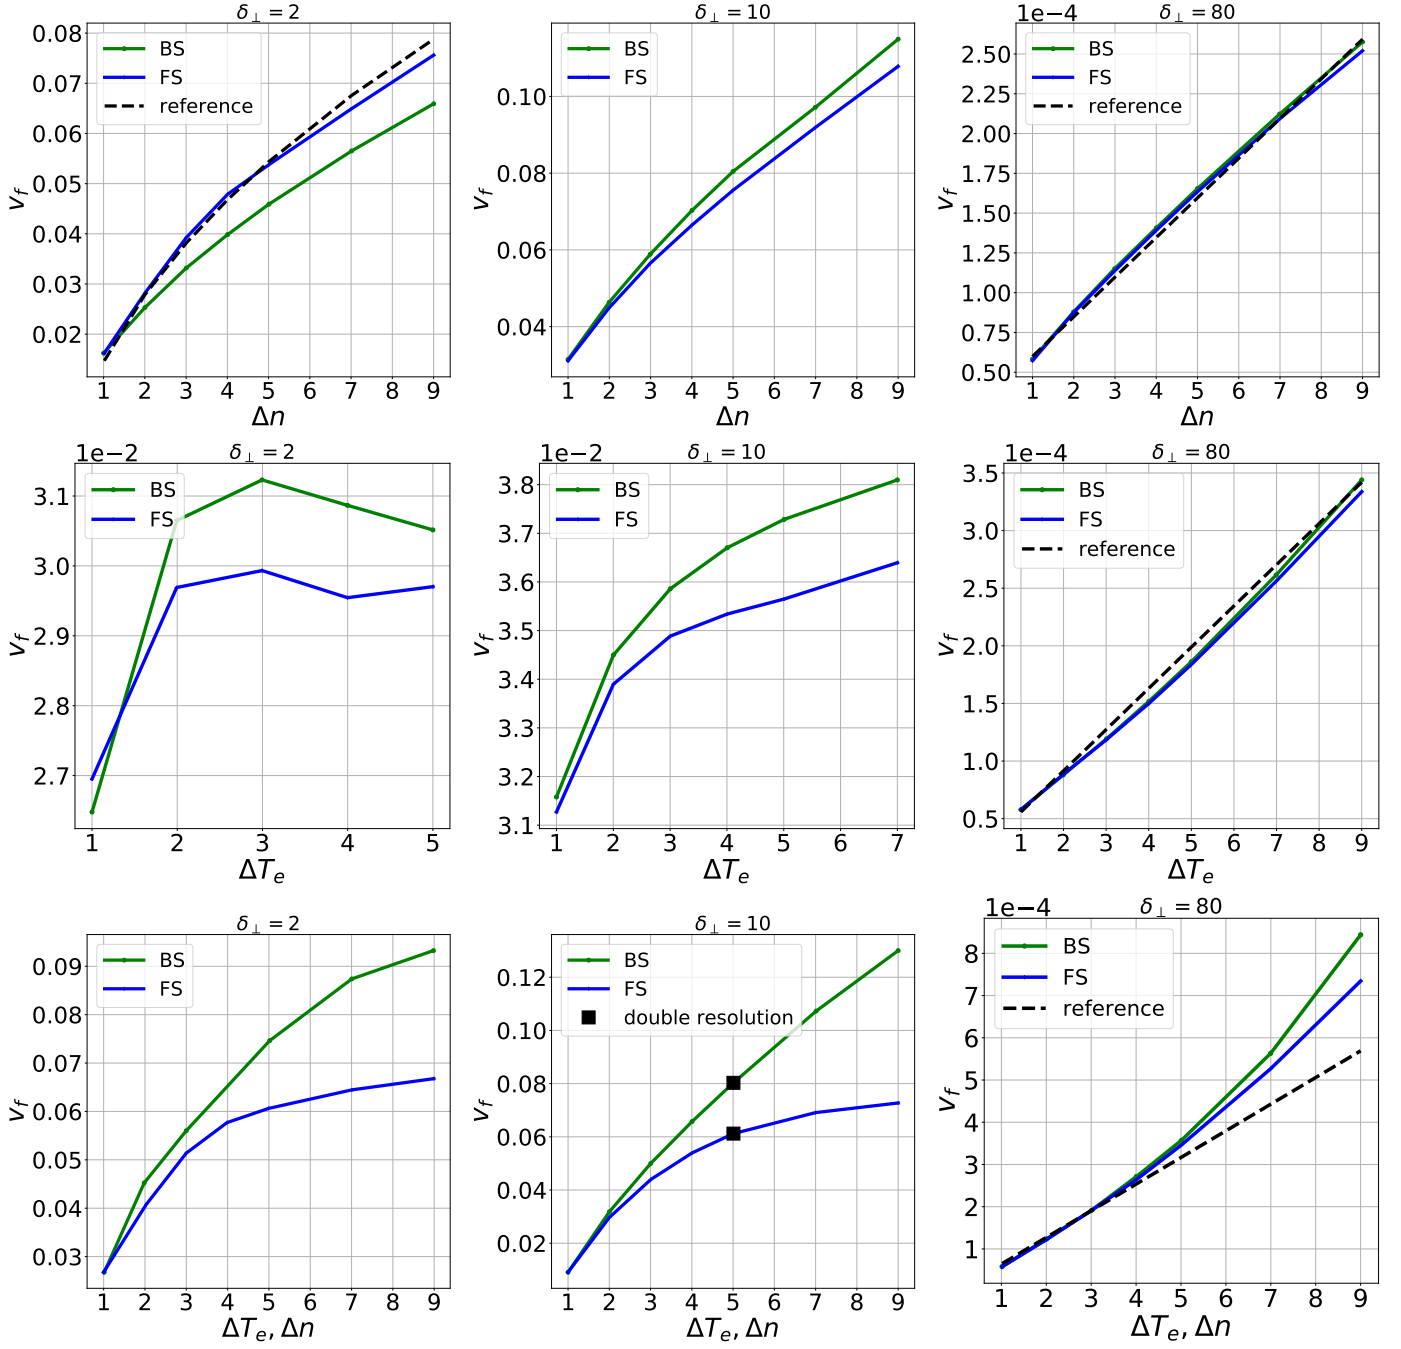 δ⊥ = 2
0.08
0.07
0.06
0.05
0.04
0.03
0.02
v_f
BS
FS
reference
1 2 3 4 5 6 7 8 9
Δn
δ⊥ = 10
0.10
0.08
0.06
0.04
v_f
BS
FS
1 2 3 4 5 6 7 8 9
Δn
1e−4
δ⊥ = 80
2.50
2.25
2.00
1.75
1.50
1.25
1.00
0.75
0.50
v_f
BS
FS
reference
1 2 3 4 5 6 7 8 9
Δn
1e−2
δ⊥ = 2
3.1
3.0
2.9
2.8
2.7
v_f
BS
FS
1 2 3 4 5
ΔT_e
1e−2
δ⊥ = 10
3.8
3.7
3.6
3.5
3.4
3.3
3.2
3.1
v_f
BS
FS
1 2 3 4 5 6 7
ΔT_e
1e−4
δ⊥ = 80
3.5
3.0
2.5
2.0
1.5
1.0
0.5
v_f
BS
FS
reference
1 2 3 4 5 6 7 8 9
ΔT_e
δ⊥ = 2
0.09
0.08
0.07
0.06
0.05
0.04
0.03
v_f
BS
FS
1 2 3 4 5 6 7 8 9
ΔT_e, Δn
δ⊥ = 10
0.12
0.10
0.08
0.06
0.04
0.02
v_f
BS
FS
double resolution
1 2 3 4 5 6 7 8 9
ΔT_e, Δn
1e−4
δ⊥ = 80
8
7
6
5
4
3
2
1
v_f
BS
FS
reference
1 2 3 4 5 6 7 8 9
ΔT_e, Δn